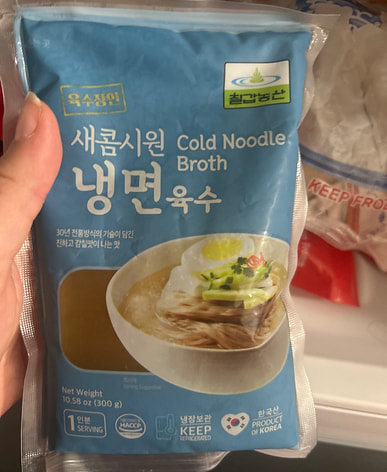 육수장인
칠갑농산
새콤시원
Cold Noodle
Broth
냉면육수
30년 전통방식의 기술이 담긴
진하고 감칠맛이 나는 맛
Net Weight
10.58 oz (300 g)
1인분
SERVING
HACCP
냉장보관
KEEP
REFRIGERATED
한국산
PRODUCT
OF KOREA
KEEP FRO